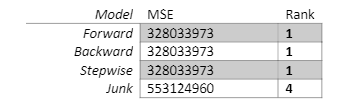 Model MSE Rank
Forward 328033973 1
Backward 328033973 1
Stepwise 328033973 1
Junk 553124960 4